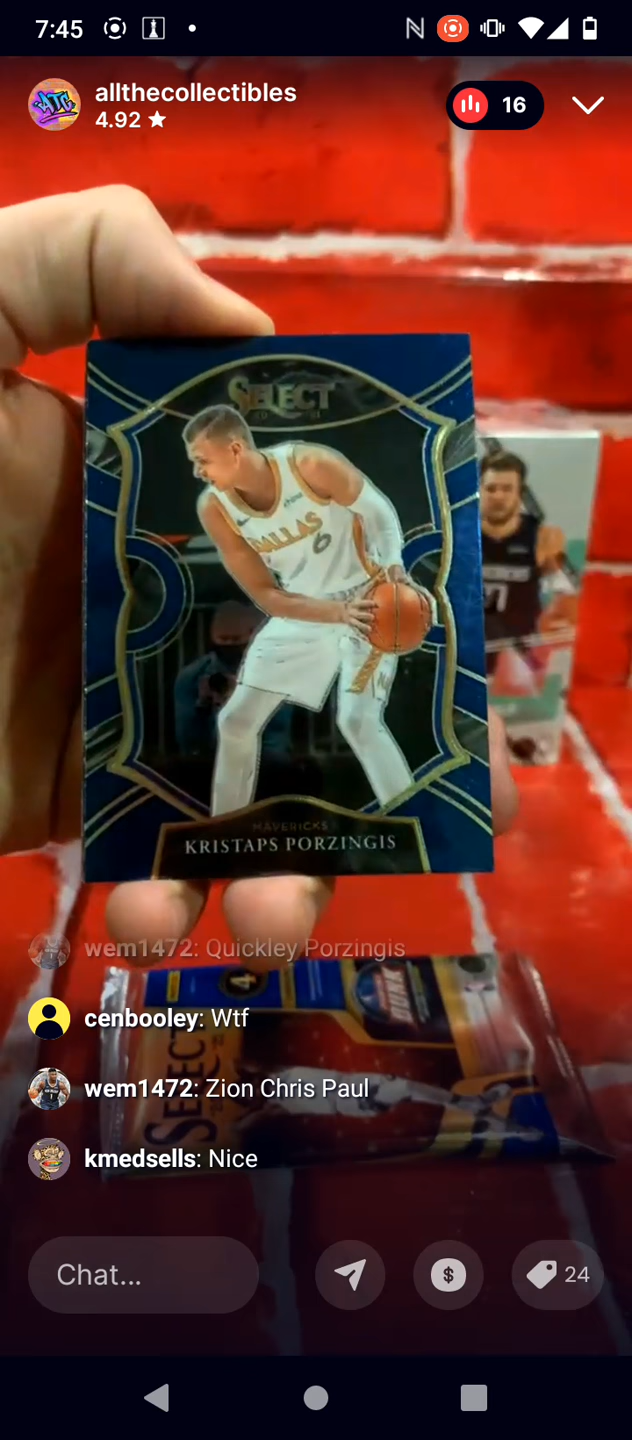 7:45
allthecollectibles
4.92 ★
16
SELECT
DALLAS
6
MAVERICKS
KRISTAPS PORZINGIS
wem1472: Quickley Porzingis
4
cenbooley: Wtf
SELECT
wem1472: Zion Chris Paul
kmedsells: Nice
Chat...
$
24